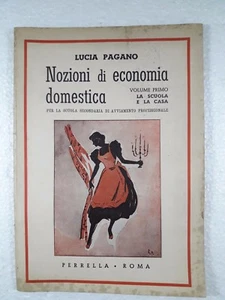 LUCIA PAGANO
Nozioni di economia
domestica
VOLUME PRIMO
LA SCUOLA
E LA CASA
PER LA SCUOLA SECONDARIA DI AVVIAMENTO PROFESSIONALE
PERRELLA - ROMA